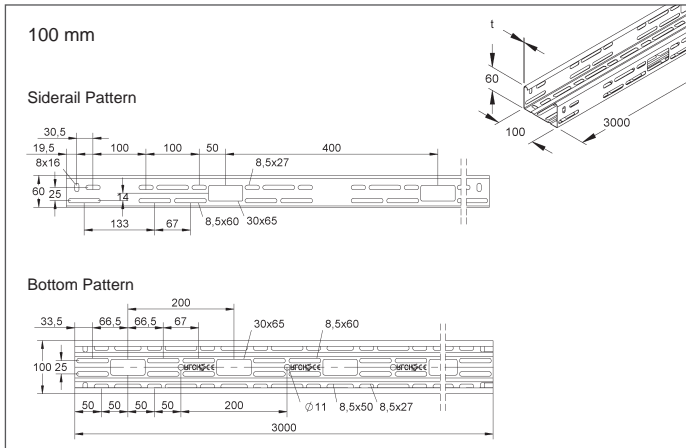 100 mm
t
60
100
3000
Siderail Pattern
30,5
19,5 100 100 50 400
8x16 8,5x27
60 25 14
133 67 8,5x60 30x65
Bottom Pattern
200
33,5 66,5 66,5 67 30x65 8,5x60
100 25
50 50 50 50 200 ∅11 8,5x50 8,5x27
3000